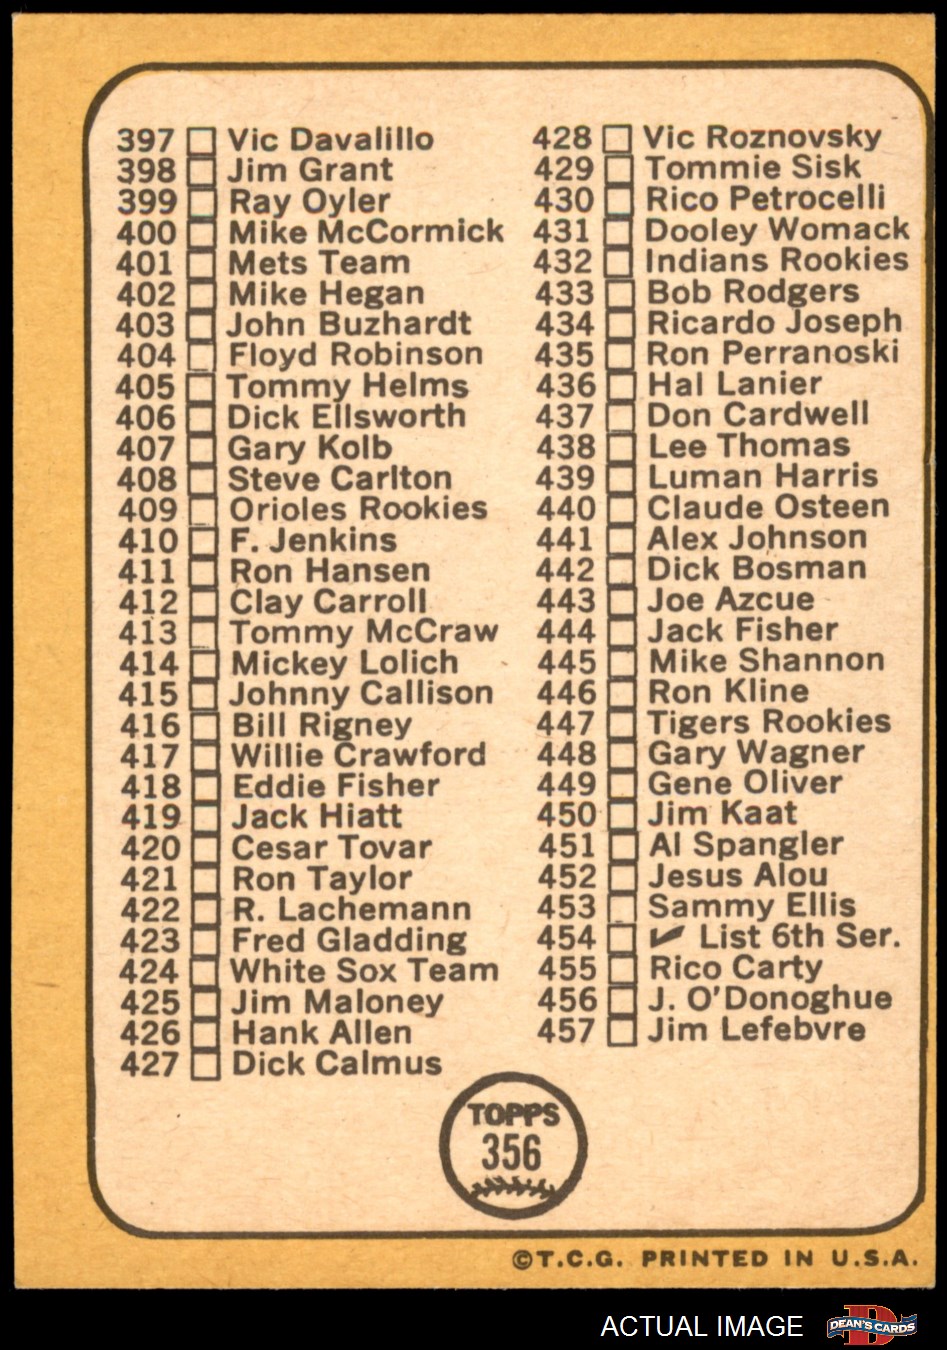 397 Vic Davalillo
398 Jim Grant
399 Ray Oyler
400 Mike McCormick
401 Mets Team
402 Mike Hegan
403 John Buzhardt
404 Floyd Robinson
405 Tommy Helms
406 Dick Ellsworth
407 Gary Kolb
408 Steve Carlton
409 Orioles Rookies
410 F. Jenkins
411 Ron Hansen
412 Clay Carroll
413 Tommy McCraw
414 Mickey Lolich
415 Johnny Callison
416 Bill Rigney
417 Willie Crawford
418 Eddie Fisher
419 Jack Hiatt
420 Cesar Tovar
421 Ron Taylor
422 R. Lachemann
423 Fred Gladding
424 White Sox Team
425 Jim Maloney
426 Hank Allen
427 Dick Calmus
428 Vic Roznovsky
429 Tommie Sisk
430 Rico Petrocelli
431 Dooley Womack
432 Indians Rookies
433 Bob Rodgers
434 Ricardo Joseph
435 Ron Perranoski
436 Hal Lanier
437 Don Cardwell
438 Lee Thomas
439 Luman Harris
440 Claude Osteen
441 Alex Johnson
442 Dick Bosman
443 Joe Azcue
444 Jack Fisher
445 Mike Shannon
446 Ron Kline
447 Tigers Rookies
448 Gary Wagner
449 Gene Oliver
450 Jim Kaat
451 Al Spangler
452 Jesus Alou
453 Sammy Ellis
454 ✓ List 6th Ser.
455 Rico Carty
456 J. O'Donoghue
457 Jim Lefebvre
TOPPS
356
©T.C.G. PRINTED IN U.S.A.
ACTUAL IMAGE
D
DEAN'S CARDS